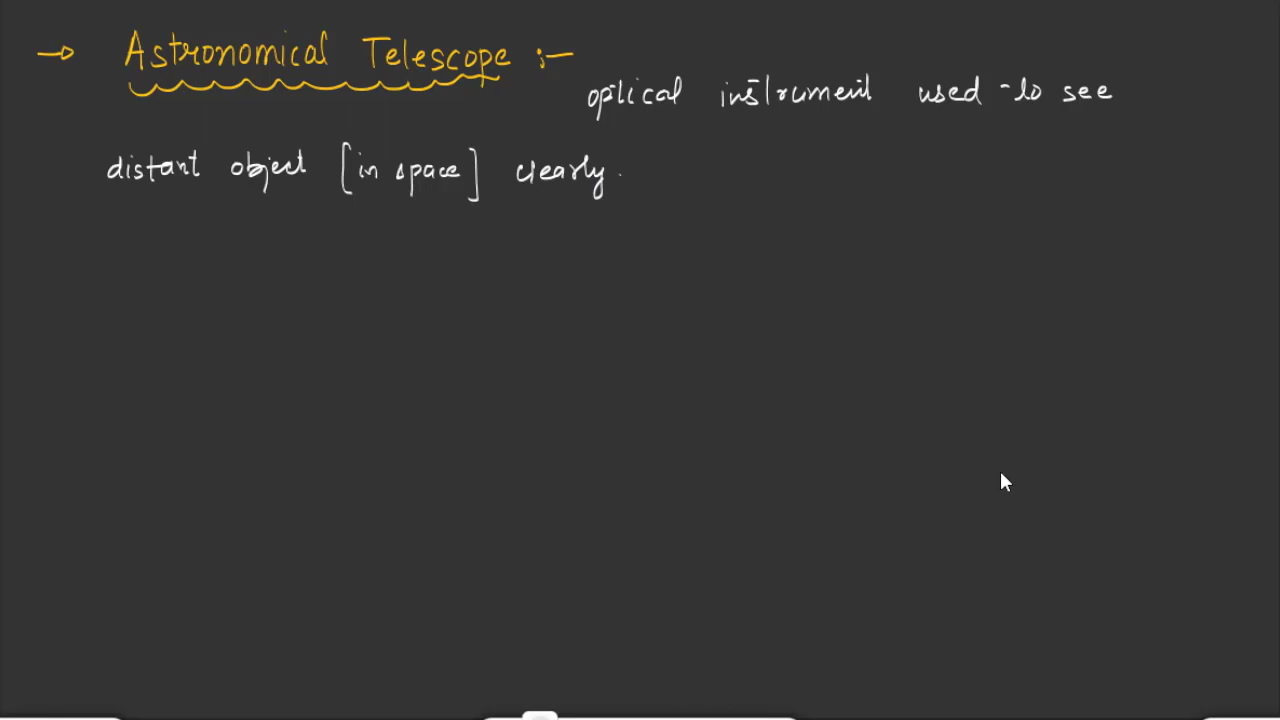 → Astronomical Telescope :-
optical instrument used to see
distant object [in space] clearly.